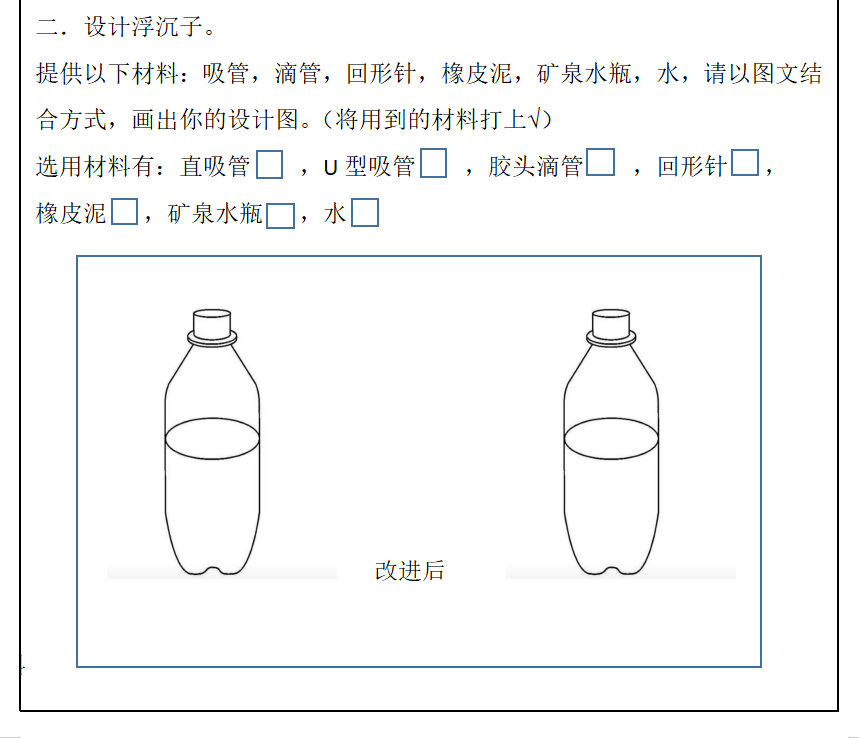 二．设计浮沉子。
提供以下材料：吸管，滴管，回形针，橡皮泥，矿泉水瓶，水，请以图文结
合方式，画出你的设计图。（将用到的材料打上√）
选用材料有：直吸管□ ，U 型吸管□ ，胶头滴管□ ，回形针□，
橡皮泥□，矿泉水瓶□，水□
改进后